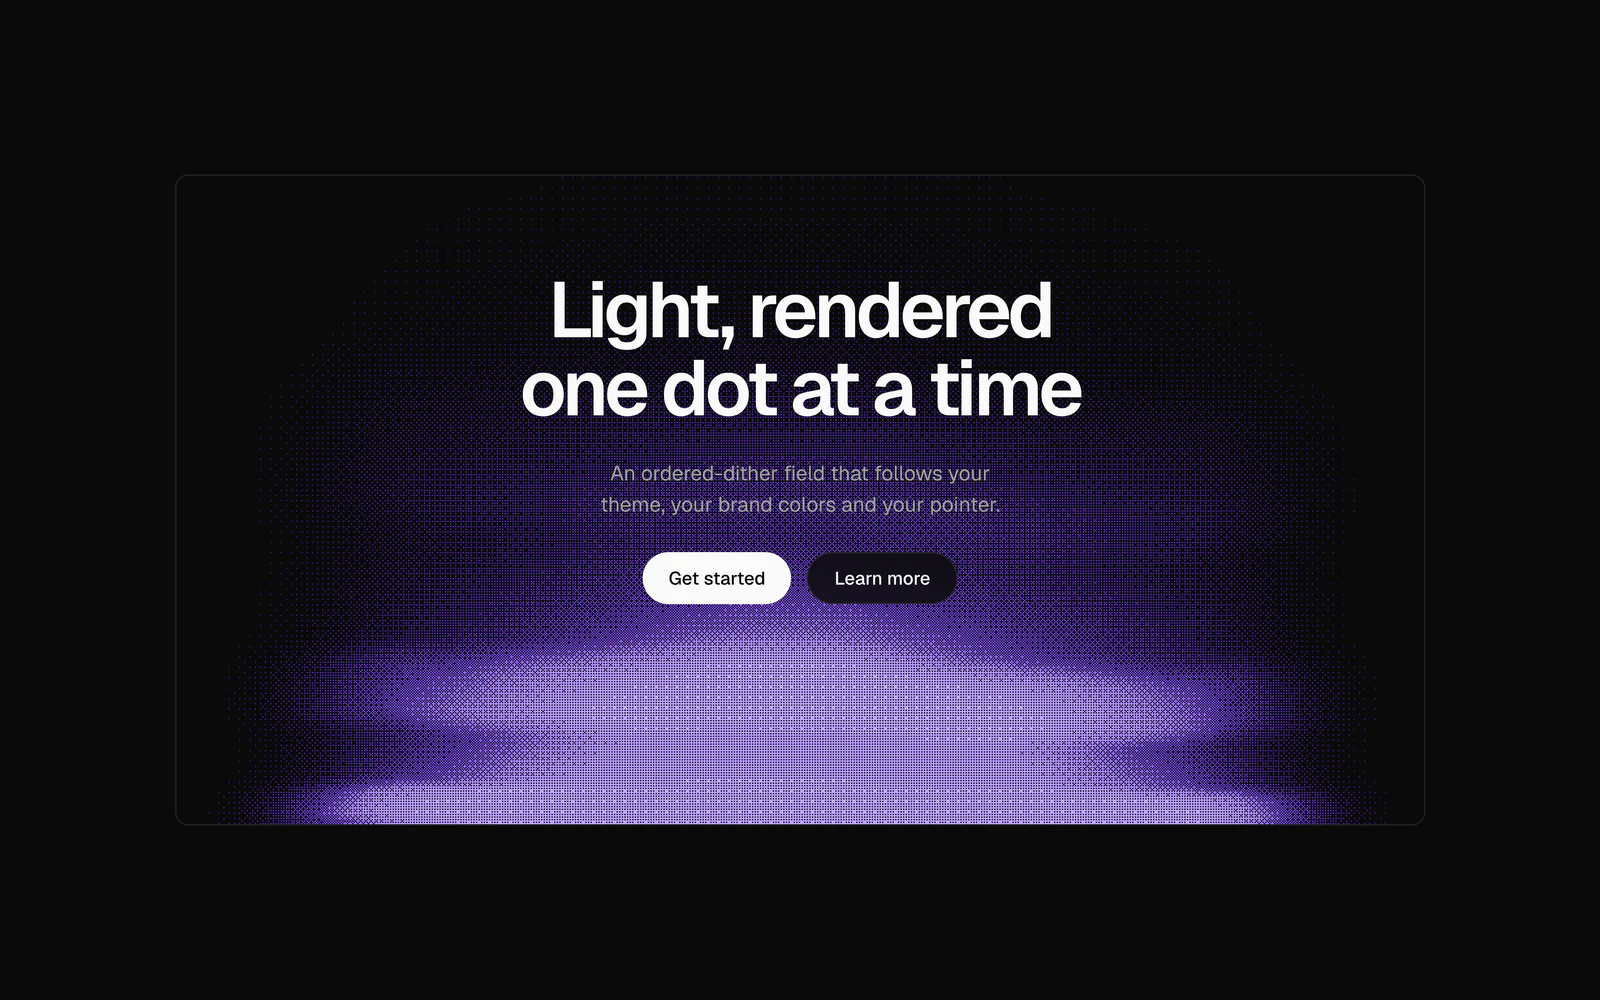 Light, rendered
one dot at a time
An ordered-dither field that follows your
theme, your brand colors and your pointer.
Get started
Learn more